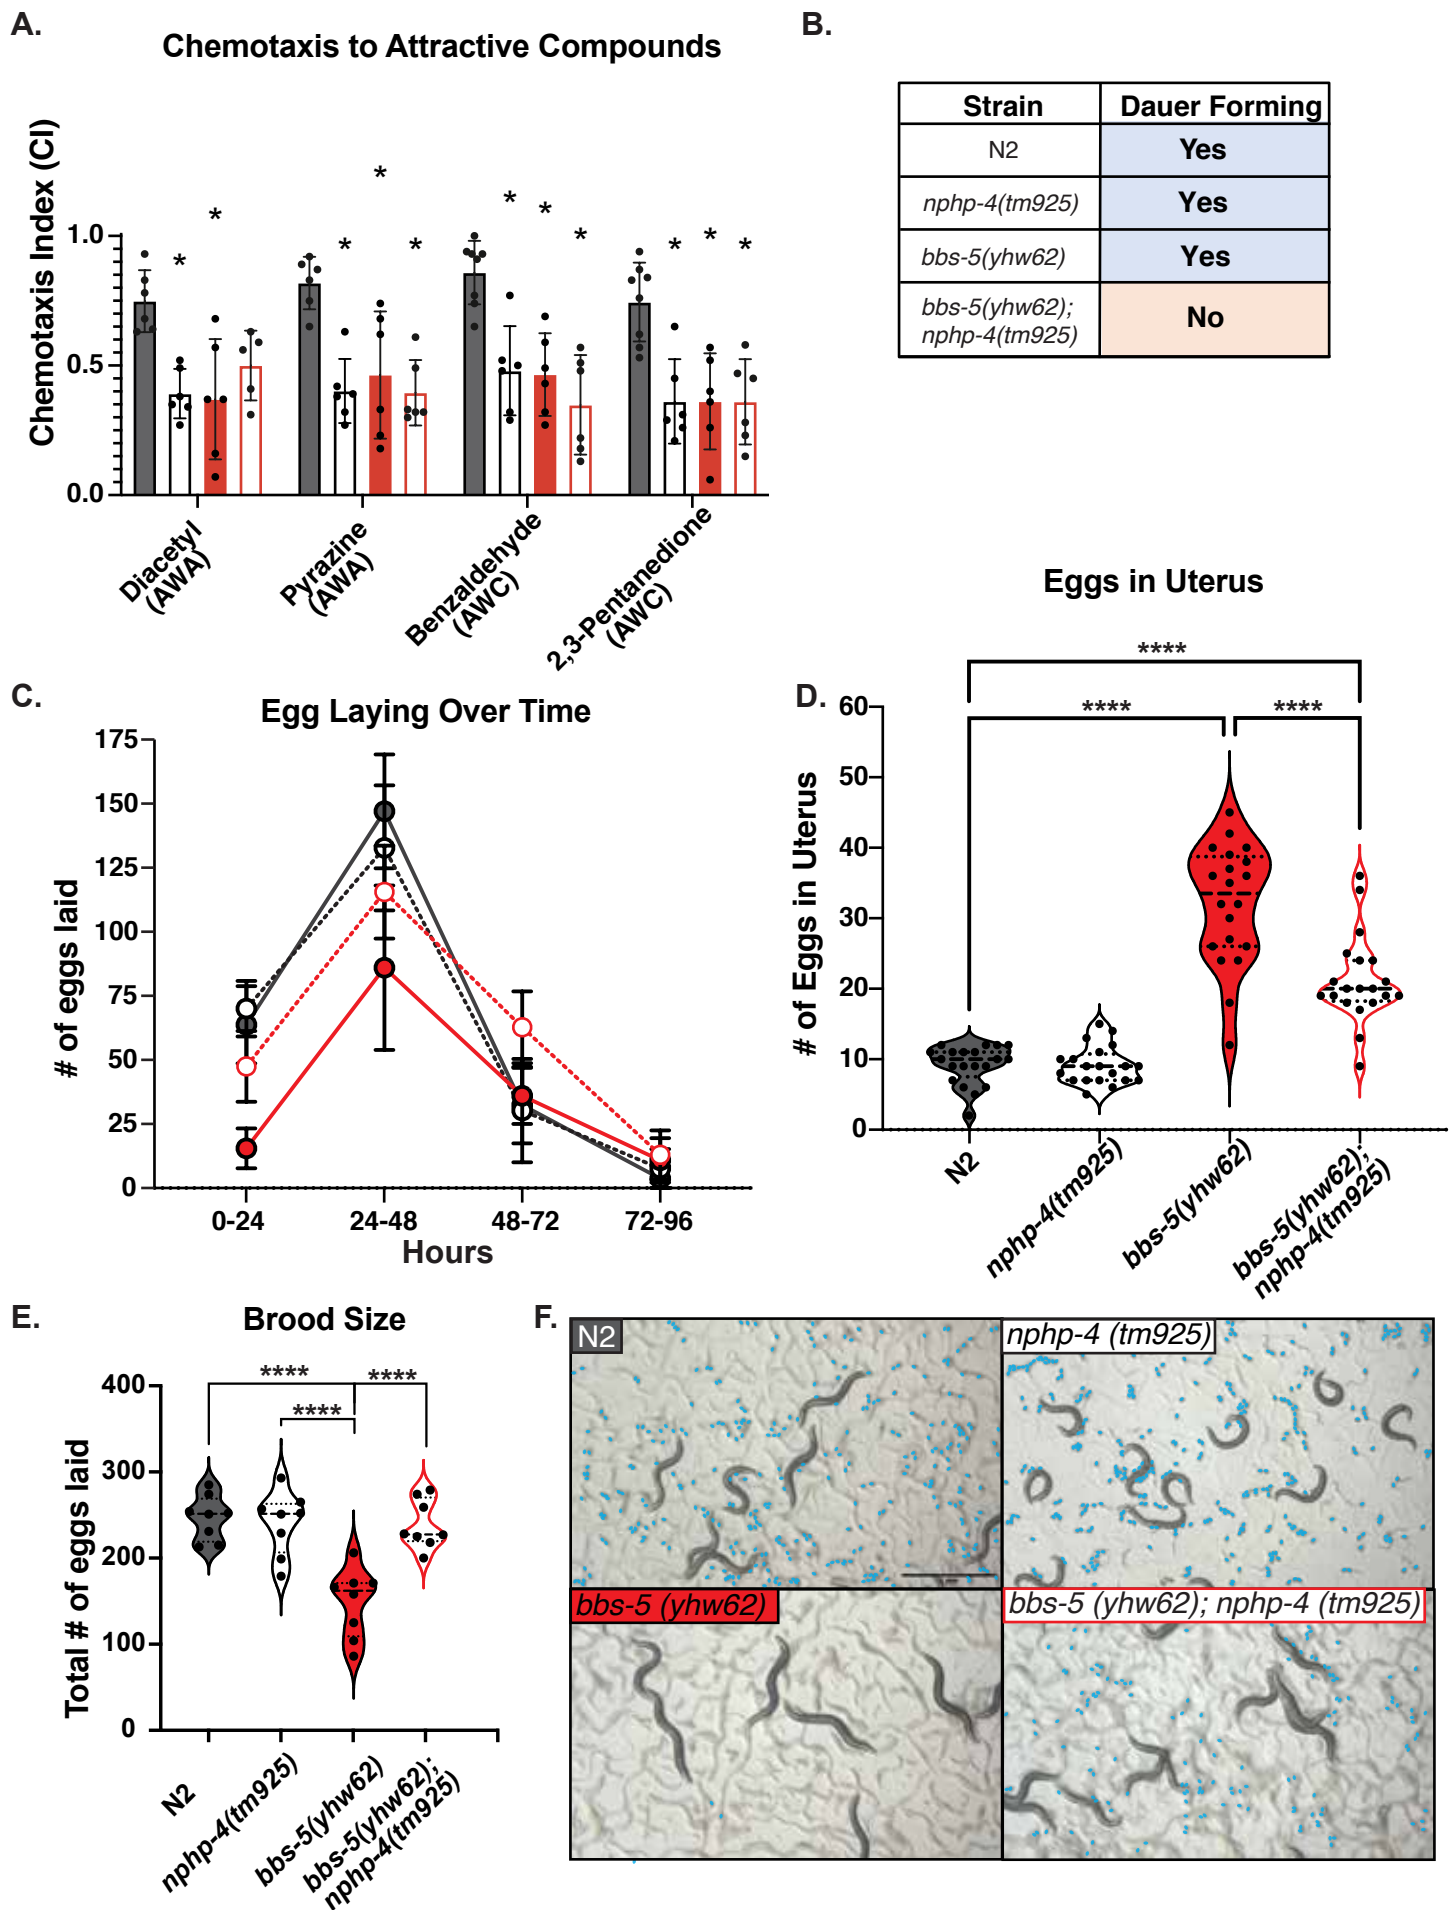 A.
Chemotaxis to Attractive Compounds
Chemotaxis Index (CI)
1.0
0.5
0.0
*
*
*
*
*
*
*
*
*
*
*
Diacetyl
(AWA)
Pyrazine
(AWA)
Benzaldehyde
(AWC)
2,3-Pentanedione
(AWC)
B.
Strain Dauer Forming
N2 Yes
nphp-4(tm925) Yes
bbs-5(yhw62) Yes
bbs-5(yhw62);
nphp-4(tm925) No
C.
Egg Laying Over Time
# of eggs laid
175
150
125
100
75
50
25
0
0-24 24-48 48-72 72-96
Hours
D.
Eggs in Uterus
# of Eggs in Uterus
60
50
40
30
20
10
0
****
**** ****
N2
nphp-4(tm925)
bbs-5(yhw62)
bbs-5(yhw62);
nphp-4(tm925)
E.
Brood Size
Total # of eggs laid
400
300
200
100
0
**** ****
****
N2
nphp-4(tm925)
bbs-5(yhw62)
bbs-5(yhw62);
nphp-4(tm925)
F.
N2
nphp-4 (tm925)
bbs-5 (yhw62)
bbs-5 (yhw62); nphp-4 (tm925)